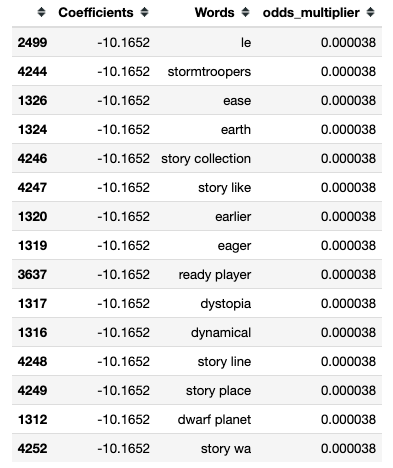 Coefficients Words odds_multiplier
2499 -10.1652 le 0.000038
4244 -10.1652 stormtroopers 0.000038
1326 -10.1652 ease 0.000038
1324 -10.1652 earth 0.000038
4246 -10.1652 story collection 0.000038
4247 -10.1652 story like 0.000038
1320 -10.1652 earlier 0.000038
1319 -10.1652 eager 0.000038
3637 -10.1652 ready player 0.000038
1317 -10.1652 dystopia 0.000038
1316 -10.1652 dynamical 0.000038
4248 -10.1652 story line 0.000038
4249 -10.1652 story place 0.000038
1312 -10.1652 dwarf planet 0.000038
4252 -10.1652 story wa 0.000038